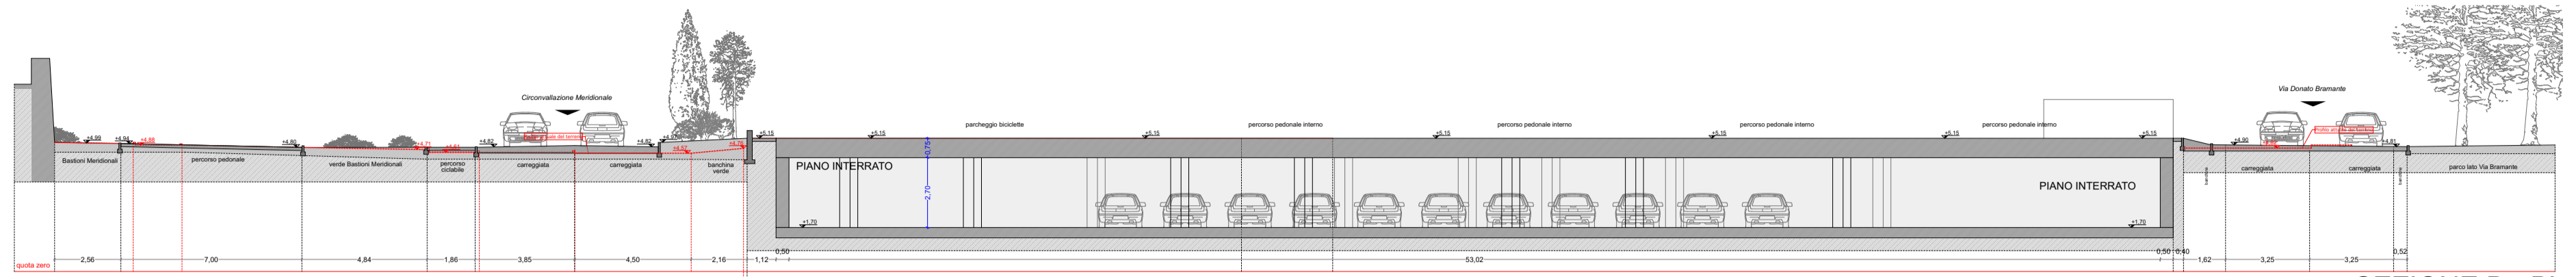 Circonvallazione Meridionale
Via Donato Bramante
+4,99
+4,94
+4,88
+4,80
+4,71
+4,61
+4,82
+4,82
+4,57
+4,76
+5,15
+5,15
+5,15
+5,15
+5,15
+5,15
+5,15
+4,90
+4,81
parcheggio biciclette
percorso pedonale interno
percorso pedonale interno
percorso pedonale interno
percorso pedonale interno
Bastioni Meridionali
percorso pedonale
verde Bastioni Meridionali
percorso
ciclabile
carreggiata
carreggiata
banchina
verde
PIANO INTERRATO
0,75
2,70
PIANO INTERRATO
+1,70
+1,70
banchina
carreggiata
carreggiata
banchina
parco lato Via Bramante
quota zero
2,56
7,00
4,84
1,86
3,85
4,50
2,16
1,12
0,50
53,02
0,50
0,40
1,62
3,25
3,25
0,52